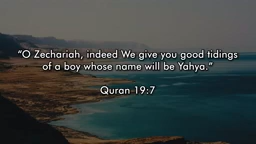 “O Zechariah, indeed We give you good tidings
of a boy whose name will be Yahya.”
Quran 19:7